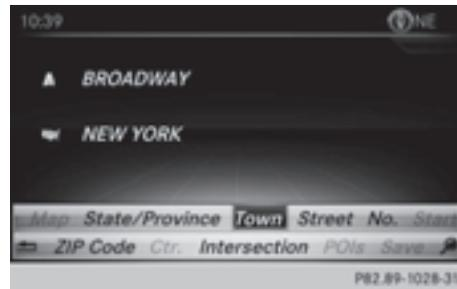 10:39 NE
BROADWAY
NEW YORK
Map State/Province Town Street No. Start
ZIP Code Ctr. Intersection POIs Save
P82.89-1028-31